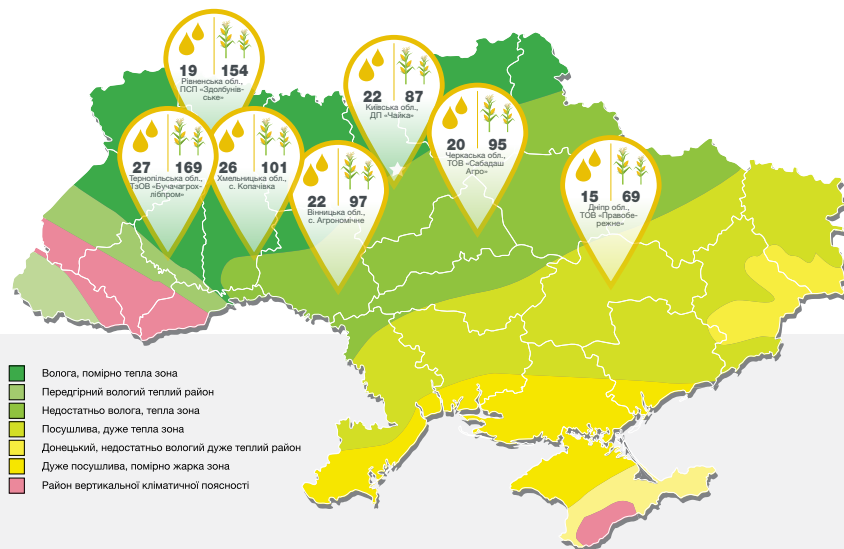 19 154
Рівненська обл.,
ПСП «Здолбунів-
ське»
22 87
Київська обл.,
ДП «Чайка»
20 95
Черкаська обл.,
ТОВ «Сабадаш
Агро»
27 169
Тернопільська обл.,
ТзОВ «Бучачагрох-
лібпром»
26 101
Хмельницька обл.,
с. Копачівка
22 97
Вінницька обл.,
с. Агрономічне
15 69
Дніпр обл.,
ТОВ «Правобе-
режне»
Волога, помірно тепла зона
Передгірний вологий теплий район
Недостатньо волога, тепла зона
Посушлива, дуже тепла зона
Донецький, недостатньо вологий дуже теплий район
Дуже посушлива, помірно жарка зона
Район вертикальної кліматичної поясності